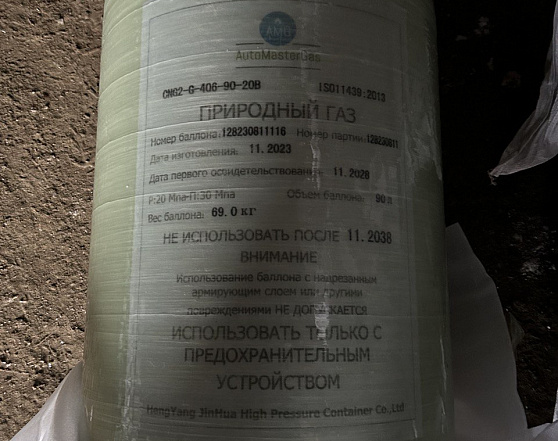 AMG
AutoMasterGas
CNG2-G-406-90-20B ISO11439:2013
ПРИРОДНЫЙ ГАЗ
Номер баллона: 128230811116 Номер партии: 128230811
Дата изготовления: 11.2023
Дата первого освидетельствования: 11.2028
P:20 Мпа-П:30 Мпа Объем баллона: 90 л
Вес баллона: 69.0 кг
НЕ ИСПОЛЬЗОВАТЬ ПОСЛЕ 11.2038
ВНИМАНИЕ
Использование баллона с надрезанным
армирующим слоем или другими
повреждениями НЕ ДОПУСКАЕТСЯ
ИСПОЛЬЗОВАТЬ ТОЛЬКО С
ПРЕДОХРАНИТЕЛЬНЫМ
УСТРОЙСТВОМ
HengYang JinHua High Pressure Container Co.,Ltd